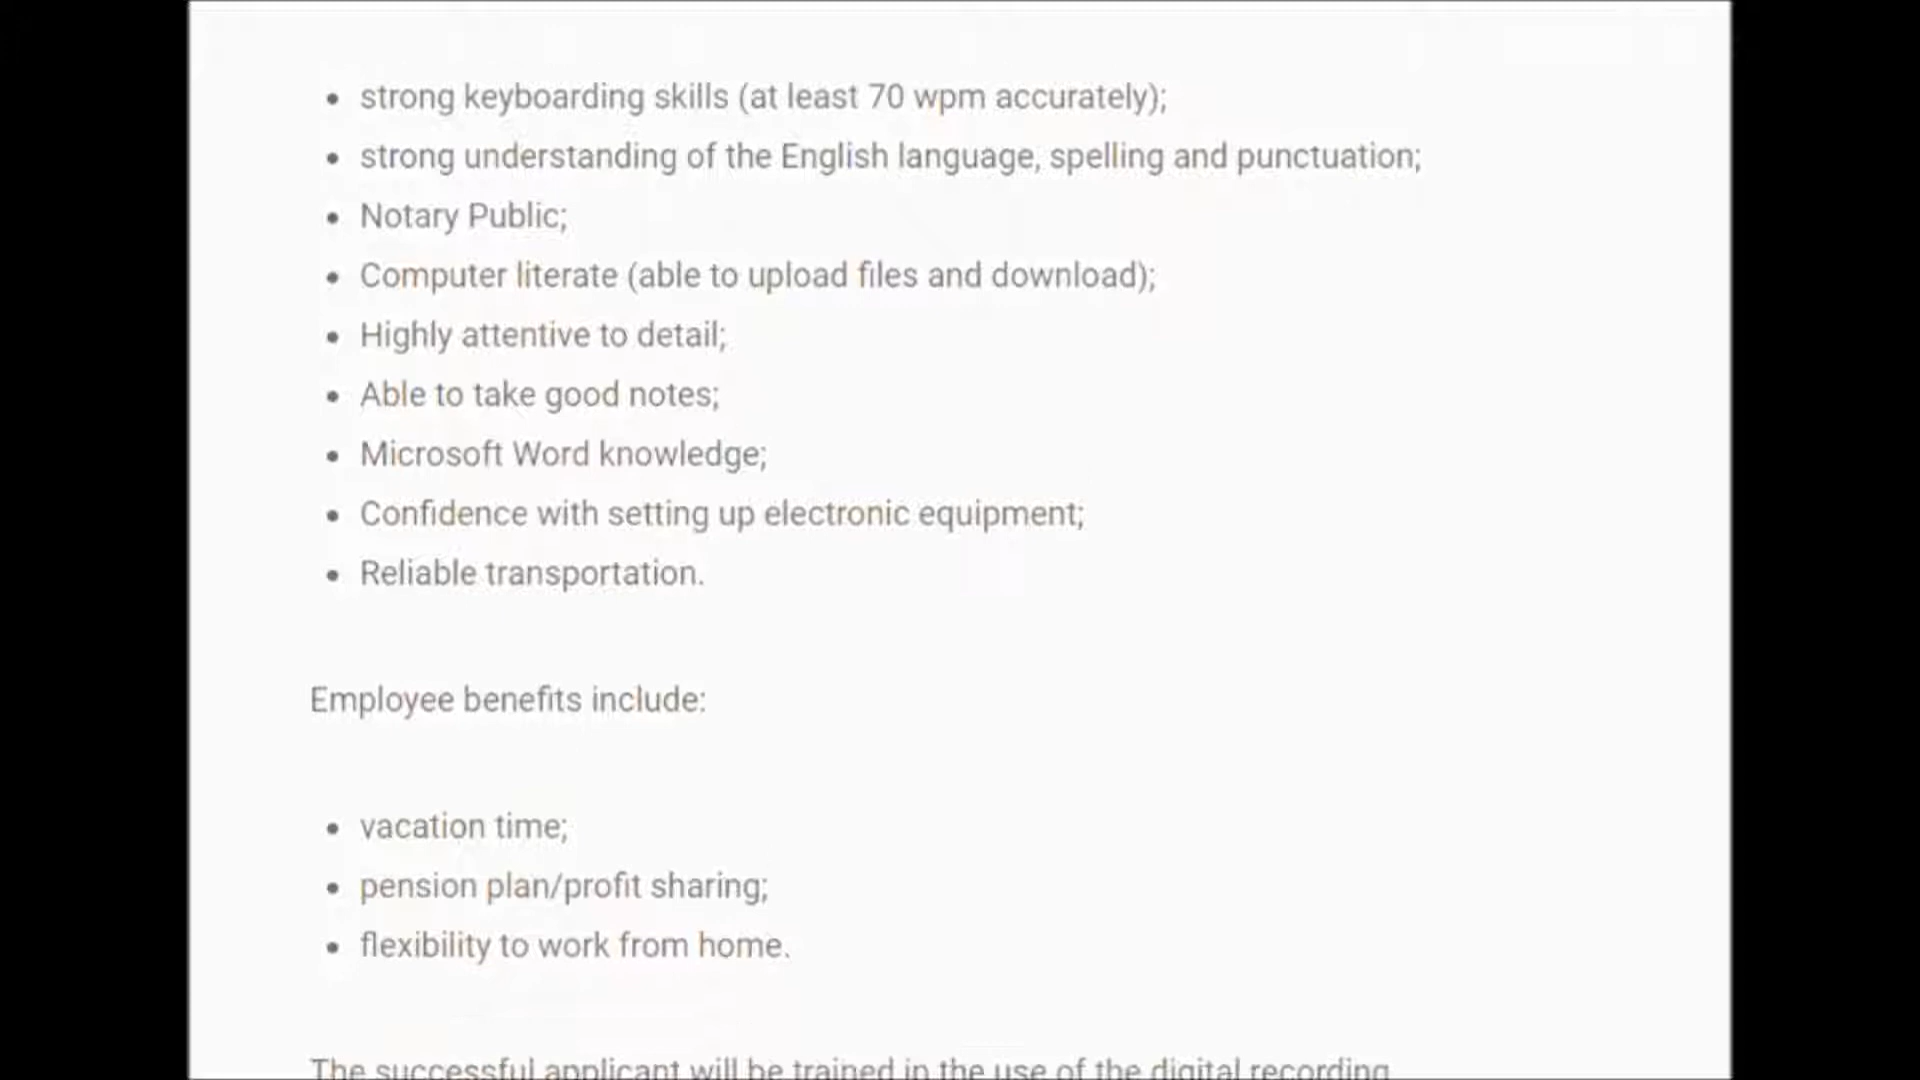 strong keyboarding skills (at least 70 wpm accurately);
strong understanding of the English language, spelling and punctuation;
Notary Public;
Computer literate (able to upload files and download);
Highly attentive to detail;
Able to take good notes;
Microsoft Word knowledge;
Confidence with setting up electronic equipment;
Reliable transportation.
Employee benefits include:
vacation time;
pension plan/profit sharing;
flexibility to work from home.
The successful applicant will be trained in the use of the digital recording